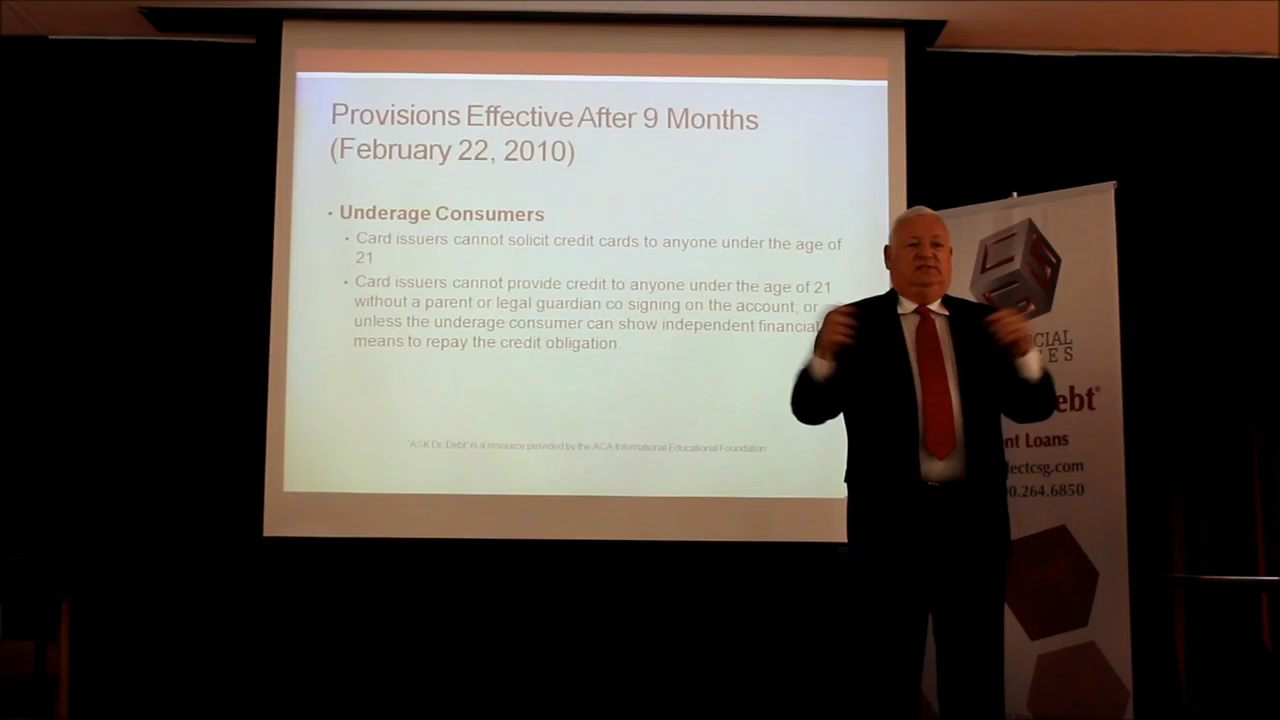 Provisions Effective After 9 Months
(February 22, 2010)
• Underage Consumers
• Card issuers cannot solicit credit cards to anyone under the age of
21
• Card issuers cannot provide credit to anyone under the age of 21
without a parent or legal guardian co signing on the account, or
unless the underage consumer can show independent financial
means to repay the credit obligation.
"ASK Dr. Debt" is a resource provided by the ACA International Educational Foundation
CIAL
ES
ebt®
nt Loans
lectcsg.com
0.264.6850